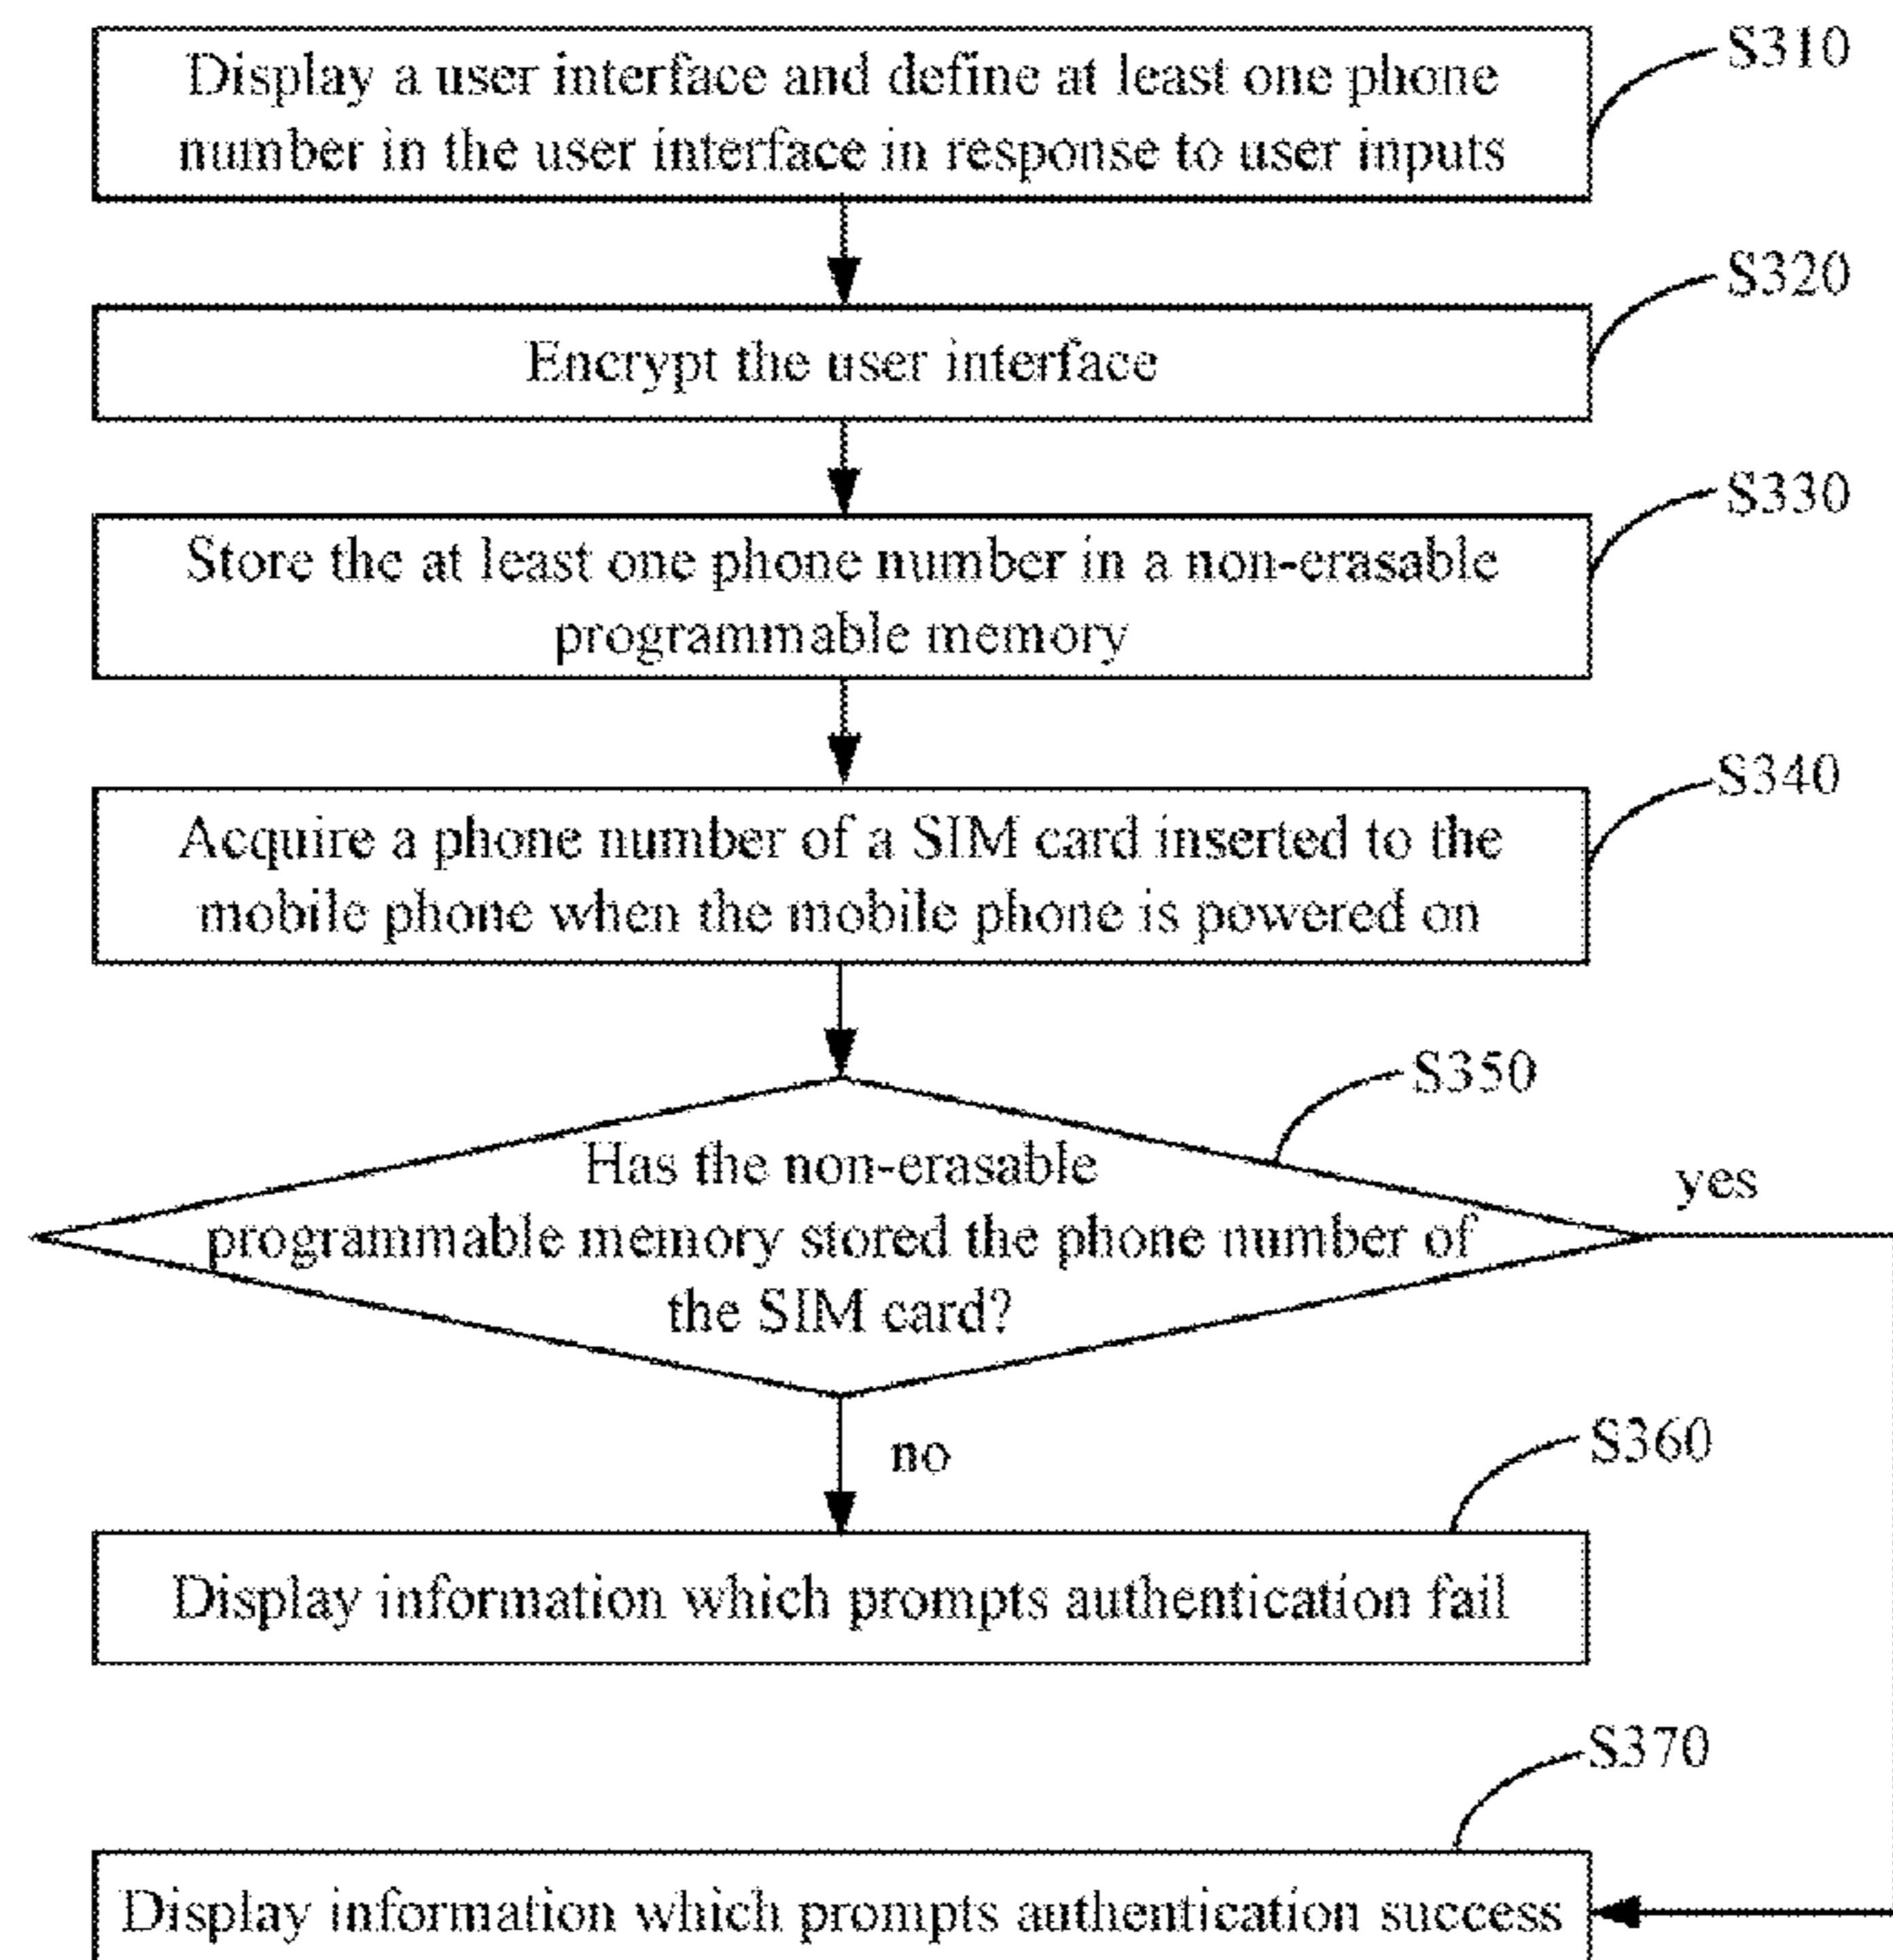 S310
Display a user interface and define at least one phone
number in the user interface in response to user inputs
S320
Encrypt the user interface
S330
Store the at least one phone number in a non-erasable
programmable memory
S340
Acquire a phone number of a SIM card inserted to the
mobile phone when the mobile phone is powered on
S350
Has the non-erasable
programmable memory stored the phone number of
the SIM card?
yes
no
S360
Display information which prompts authentication fail
S370
Display information which prompts authentication success